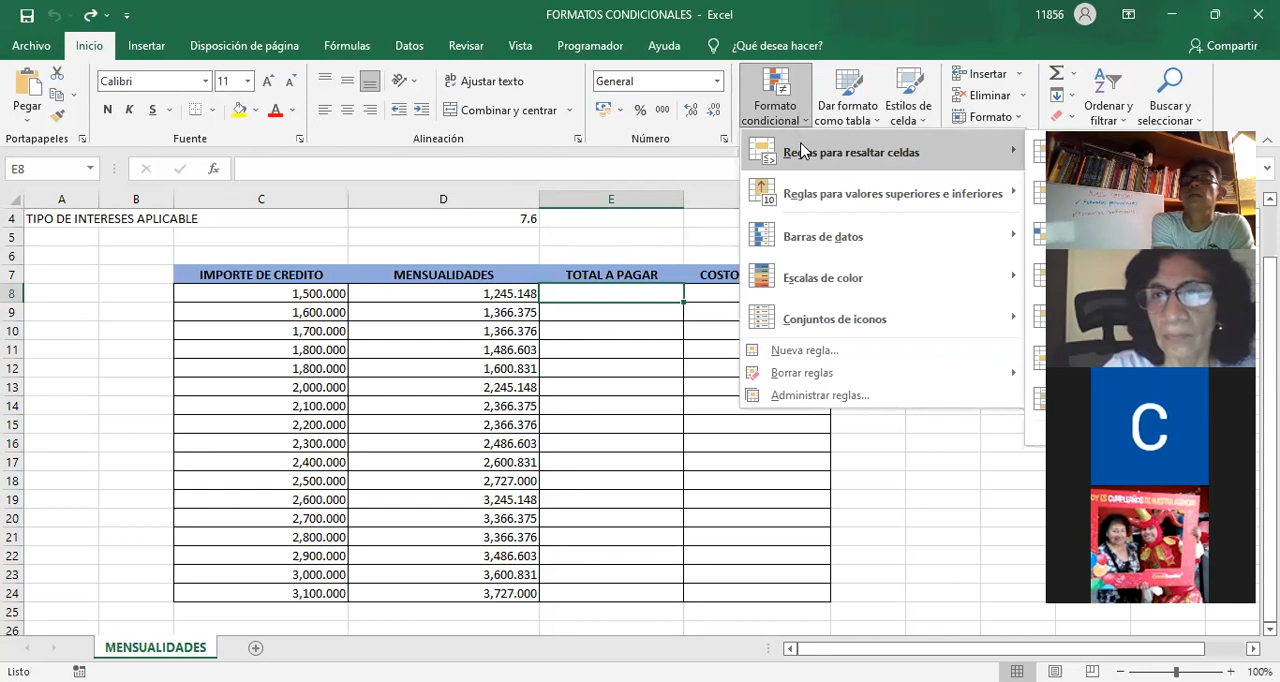 FORMATOS CONDICIONALES - Excel
11856
Archivo Inicio Insertar Disposición de página Fórmulas Datos Revisar Vista Programador Ayuda ¿Qué desea hacer? Compartir
Pegar
Calibri 11
N K S
Ajustar texto
Combinar y centrar
General
% 000
Formato condicional
Dar formato como tabla
Estilos de celda
Insertar
Eliminar
Formato
Ordenar y filtrar
Buscar y seleccionar
Portapapeles Fuente Alineación Número
E8 fx
Reglas para resaltar celdas
Reglas para valores superiores e inferiores
Barras de datos
Escalas de color
Conjuntos de iconos
Nueva regla...
Borrar reglas
Administrar reglas...
A B C D E
4 TIPO DE INTERESES APLICABLE 7.6
5
6
7 IMPORTE DE CREDITO MENSUALIDADES TOTAL A PAGAR COSTO
8 1,500.000 1,245.148
9 1,600.000 1,366.375
10 1,700.000 1,366.376
11 1,800.000 1,486.603
12 1,800.000 1,600.831
13 2,000.000 2,245.148
14 2,100.000 2,366.375
15 2,200.000 2,366.376
16 2,300.000 2,486.603
17 2,400.000 2,600.831
18 2,500.000 2,727.000
19 2,600.000 3,245.148
20 2,700.000 3,366.375
21 2,800.000 3,366.376
22 2,900.000 3,486.603
23 3,000.000 3,600.831
24 3,100.000 3,727.000
25
26
C
MENSUALIDADES
Listo
100%